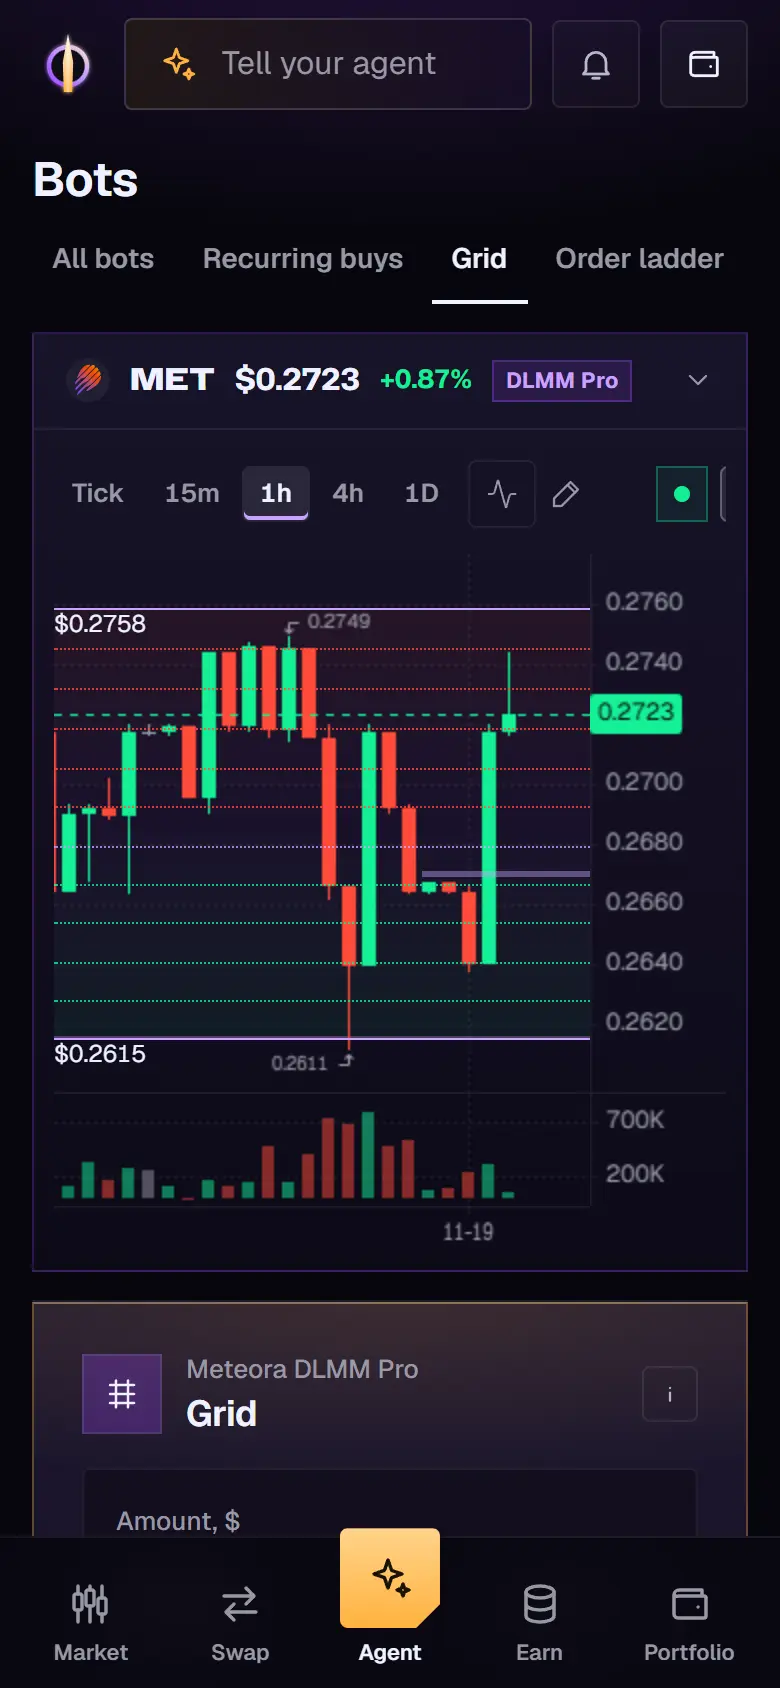 Tell your agent
Bots
All bots Recurring buys Grid Order ladder
MET $0.2723 +0.87% DLMM Pro
Tick 15m 1h 4h 1D
0.2760
$0.2758
0.2749
0.2740
0.2723
0.2700
0.2680
0.2660
0.2640
0.2620
$0.2615
0.2611
700K
200K
11-19
Meteora DLMM Pro
Grid
i
Amount, $
Market Swap Agent Earn Portfolio